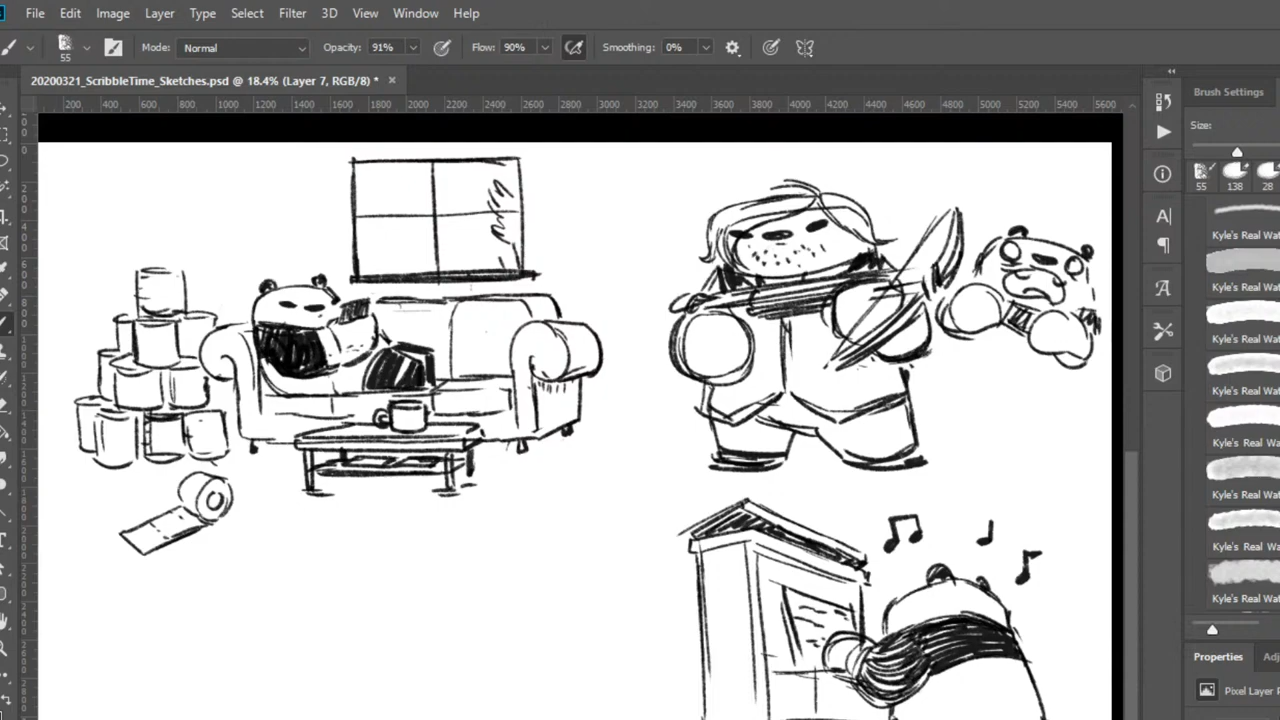 File Edit Image Layer Type Select Filter 3D View Window Help
55 Mode: Normal Opacity: 91% Flow: 90% Smoothing: 0%
20200321_ScribbleTime_Sketches.psd @ 18.4% (Layer 7, RGB/8) * ×
200 400 600 800 1000 1200 1400 1600 1800 2000 2200 2400 2600 2800 3000 3200 3400 3600 3800 4000 4200 4400 4600 4800 5000 5200 5400 5600
Brush Settings
Size:
55 138 28
Kyle's Real Wat
Kyle's Real Wat
Kyle's Real Wat
Kyle's Real Wat
Kyle's Real Wat
Kyle's Real Wat
Kyle's Real Wat
Kyle's Real Wat
Properties Adj
Pixel Layer P